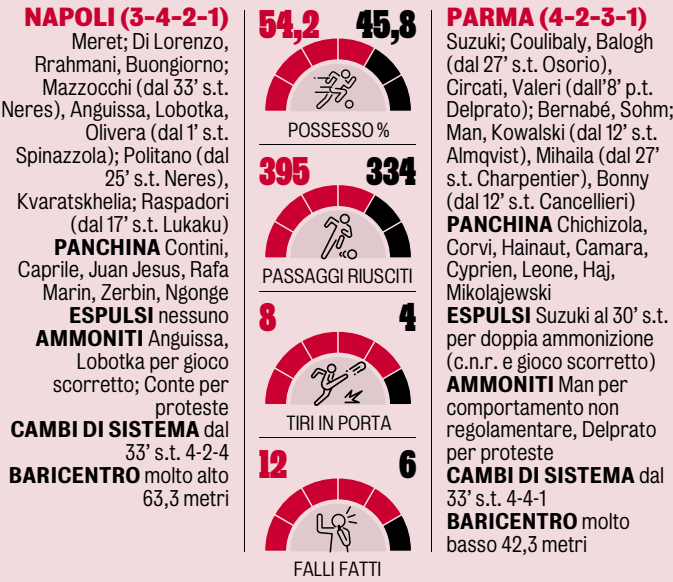 NAPOLI (3-4-2-1)
Meret; Di Lorenzo,
Rrahmani, Buongiorno;
Mazzocchi (dal 33' s.t.
Neres), Anguissa, Lobotka,
Olivera (dal 1' s.t.
Spinazzola); Politano (dal
25' s.t. Neres),
Kvaratskhelia; Raspadori
(dal 17' s.t. Lukaku)
PANCHINA Contini,
Caprile, Juan Jesus, Rafa
Marin, Zerbin, Ngonge
ESPULSI nessuno
AMMONITI Anguissa,
Lobotka per gioco
scorretto; Conte per
proteste
CAMBI DI SISTEMA dal
33' s.t. 4-2-4
BARICENTRO molto alto
63,3 metri
54,2 45,8
POSSESSO %
395 334
PASSAGGI RIUSCITI
8 4
TIRI IN PORTA
12 6
FALLI FATTI
PARMA (4-2-3-1)
Suzuki; Coulibaly, Balogh
(dal 27' s.t. Osorio),
Circati, Valeri (dall'8' p.t.
Delprato); Bernabé, Sohm;
Man, Kowalski (dal 12' s.t.
Almqvist), Mihaila (dal 27'
s.t. Charpentier), Bonny
(dal 12' s.t. Cancellieri)
PANCHINA Chichizola,
Corvi, Hainaut, Camara,
Cyprien, Leone, Haj,
Mikolajewski
ESPULSI Suzuki al 30' s.t.
per doppia ammonizione
(c.n.r. e gioco scorretto)
AMMONITI Man per
comportamento non
regolamentare, Delprato
per proteste
CAMBI DI SISTEMA dal
33' s.t. 4-4-1
BARICENTRO molto
basso 42,3 metri